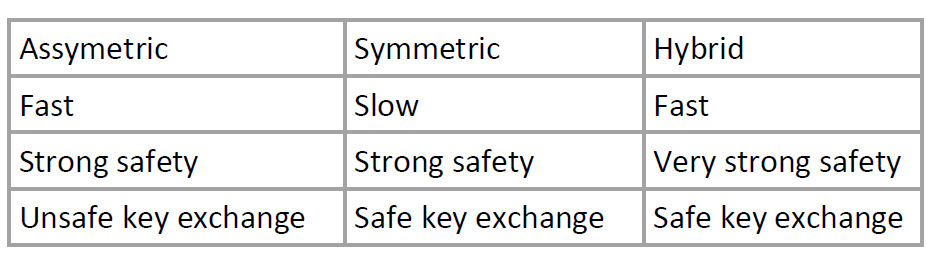 Assymetric Symmetric Hybrid
Fast Slow Fast
Strong safety Strong safety Very strong safety
Unsafe key exchange Safe key exchange Safe key exchange